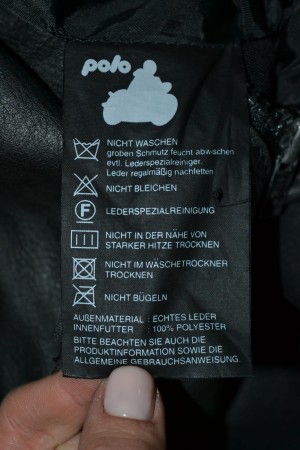 polo
NICHT WASCHEN
groben Schmutz feucht abwischen
evtl. Lederspezialreiniger.
Leder regelmäßig nachfetten
NICHT BLEICHEN
F LEDERSPEZIALREINIGUNG
NICHT IN DER NÄHE VON
STARKER HITZE TROCKNEN
NICHT IM WÄSCHETROCKNER
TROCKNEN
NICHT BÜGELN
AUßENMATERIAL : ECHTES LEDER
INNENFUTTER : 100% POLYESTER
BITTE BEACHTEN SIE AUCH DIE
PRODUKTINFORMATION SOWIE DIE
ALLGEMEINE GEBRAUCHSANWEISUNG.